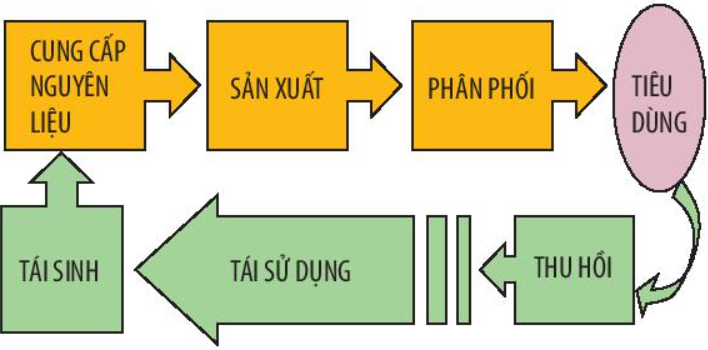 CUNG CẤP
NGUYÊN
LIỆU
SẢN XUẤT
PHÂN PHỐI
TIÊU
DÙNG
TÁI SINH
TÁI SỬ DỤNG
THU HỒI